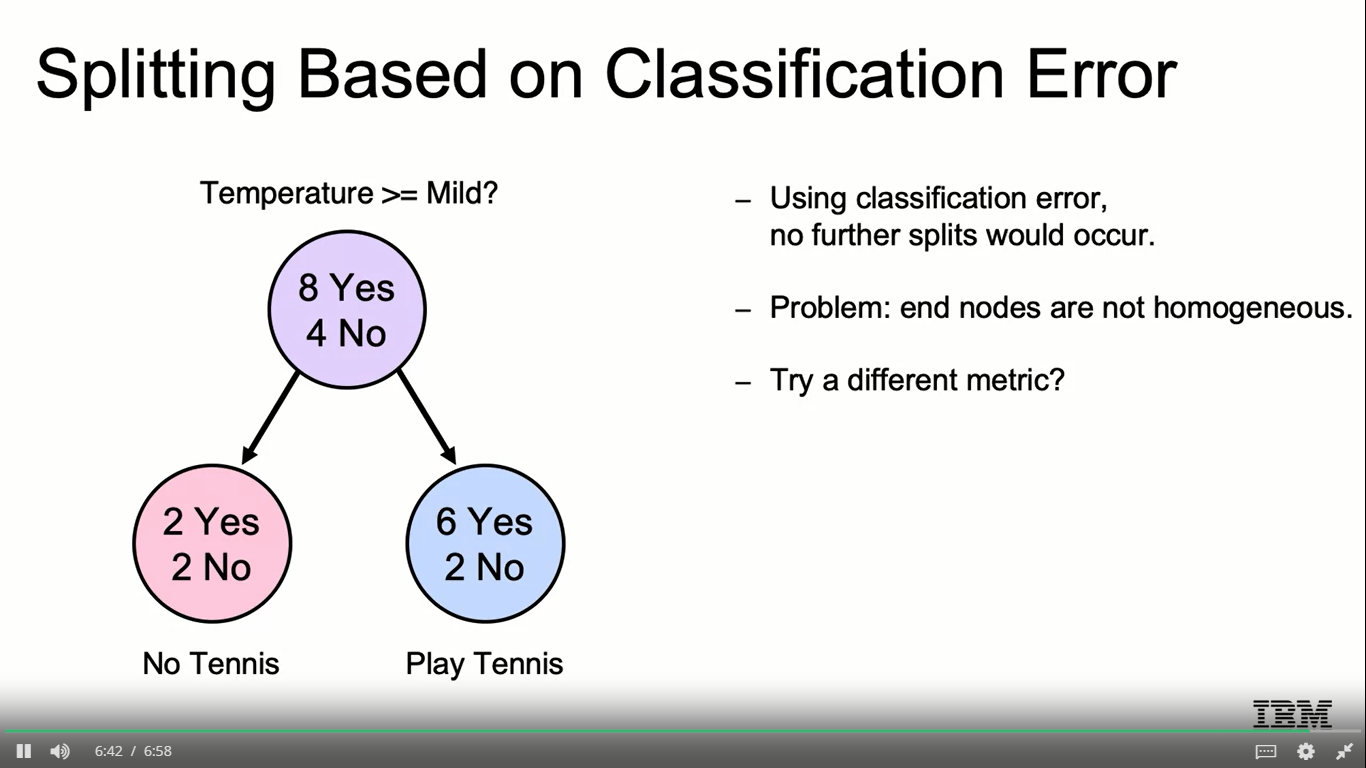 Splitting Based on Classification Error
Temperature >= Mild?
8 Yes
4 No
2 Yes
2 No
No Tennis
6 Yes
2 No
Play Tennis
– Using classification error,
no further splits would occur.
– Problem: end nodes are not homogeneous.
– Try a different metric?
IBM
6:42 / 6:58